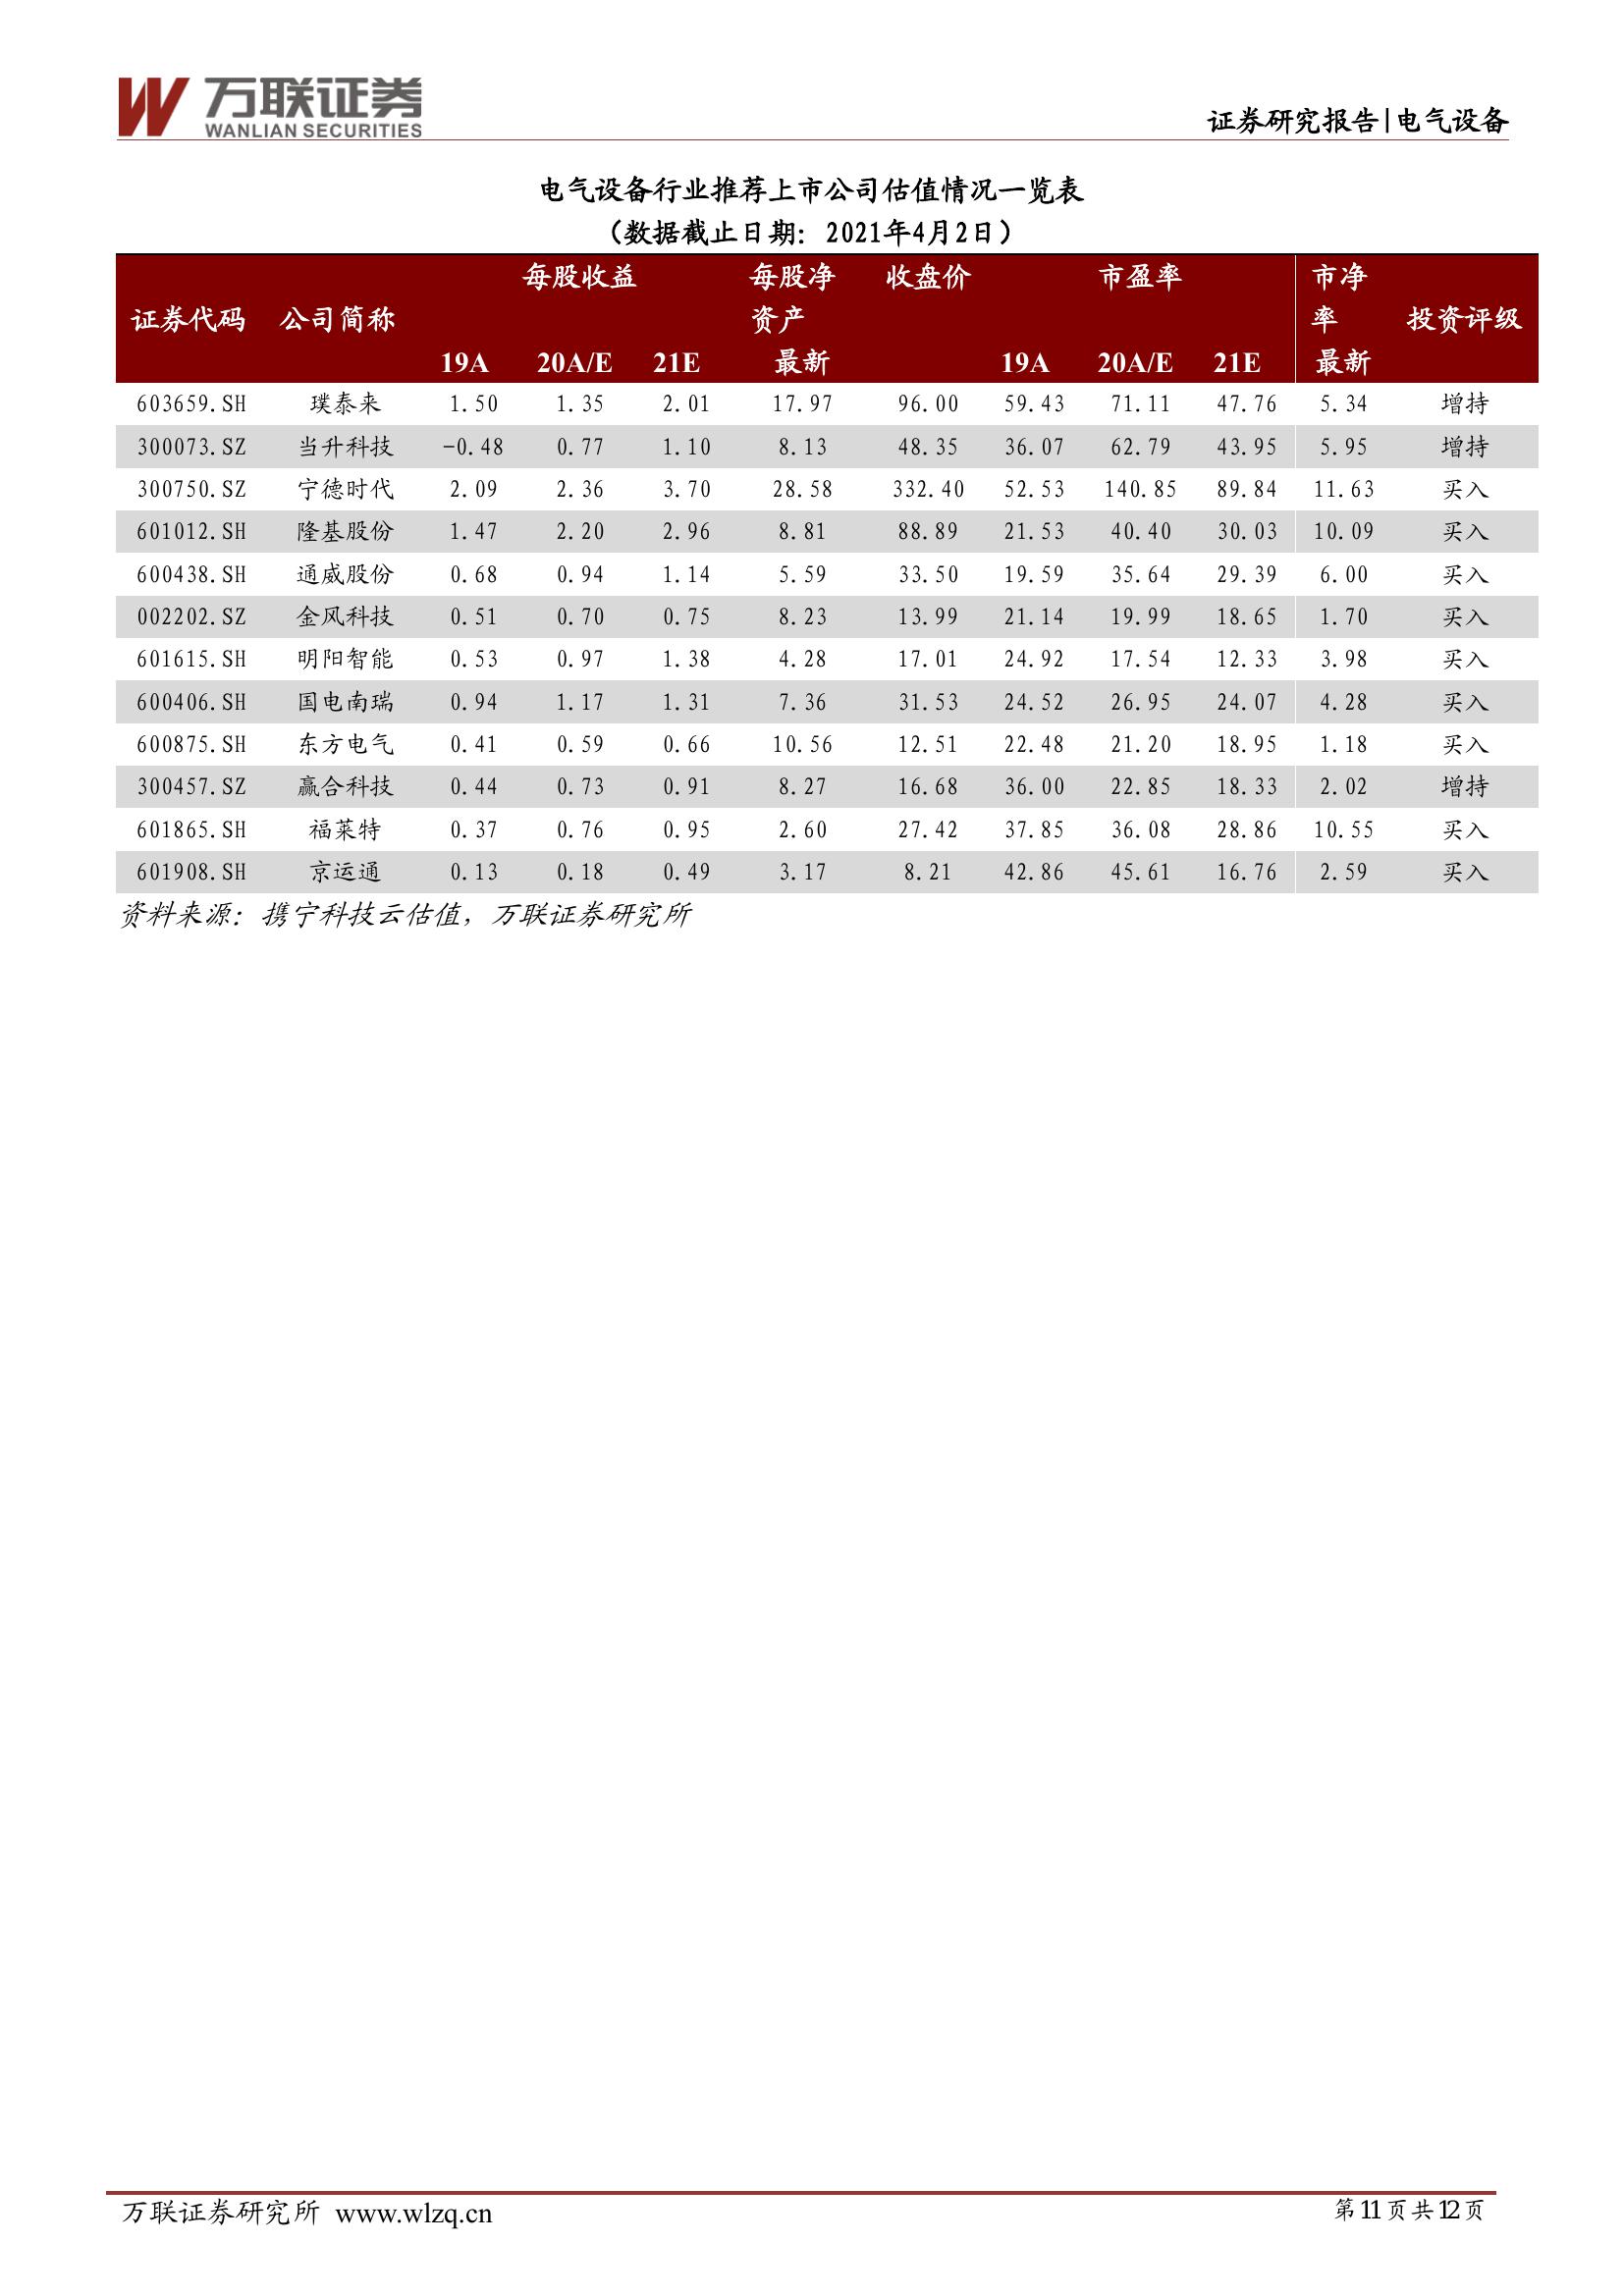 万联证券
WANLIAN SECURITIES
证券研究报告|电气设备
电气设备行业推荐上市公司估值情况一览表
（数据截止日期：2021年4月2日）
每股收益 每股净 收盘价 市盈率 市净
证券代码 公司简称 资产 率 投资评级
19A 20A/E 21E 最新 19A 20A/E 21E 最新
603659.SH 璞泰来 1.50 1.35 2.01 17.97 96.00 59.43 71.11 47.76 5.34 增持
300073.SZ 当升科技 -0.48 0.77 1.10 8.13 48.35 36.07 62.79 43.95 5.95 增持
300750.SZ 宁德时代 2.09 2.36 3.70 28.58 332.40 52.53 140.85 89.84 11.63 买入
601012.SH 隆基股份 1.47 2.20 2.96 8.81 88.89 21.53 40.40 30.03 10.09 买入
600438.SH 通威股份 0.68 0.94 1.14 5.59 33.50 19.59 35.64 29.39 6.00 买入
002202.SZ 金风科技 0.51 0.70 0.75 8.23 13.99 21.14 19.99 18.65 1.70 买入
601615.SH 明阳智能 0.53 0.97 1.38 4.28 17.01 24.92 17.54 12.33 3.98 买入
600406.SH 国电南瑞 0.94 1.17 1.31 7.36 31.53 24.52 26.95 24.07 4.28 买入
600875.SH 东方电气 0.41 0.59 0.66 10.56 12.51 22.48 21.20 18.95 1.18 买入
300457.SZ 赢合科技 0.44 0.73 0.91 8.27 16.68 36.00 22.85 18.33 2.02 增持
601865.SH 福莱特 0.37 0.76 0.95 2.60 27.42 37.85 36.08 28.86 10.55 买入
601908.SH 京运通 0.13 0.18 0.49 3.17 8.21 42.86 45.61 16.76 2.59 买入
资料来源：携宁科技云估值，万联证券研究所
万联证券研究所 www.wlzq.cn 第11页共12页